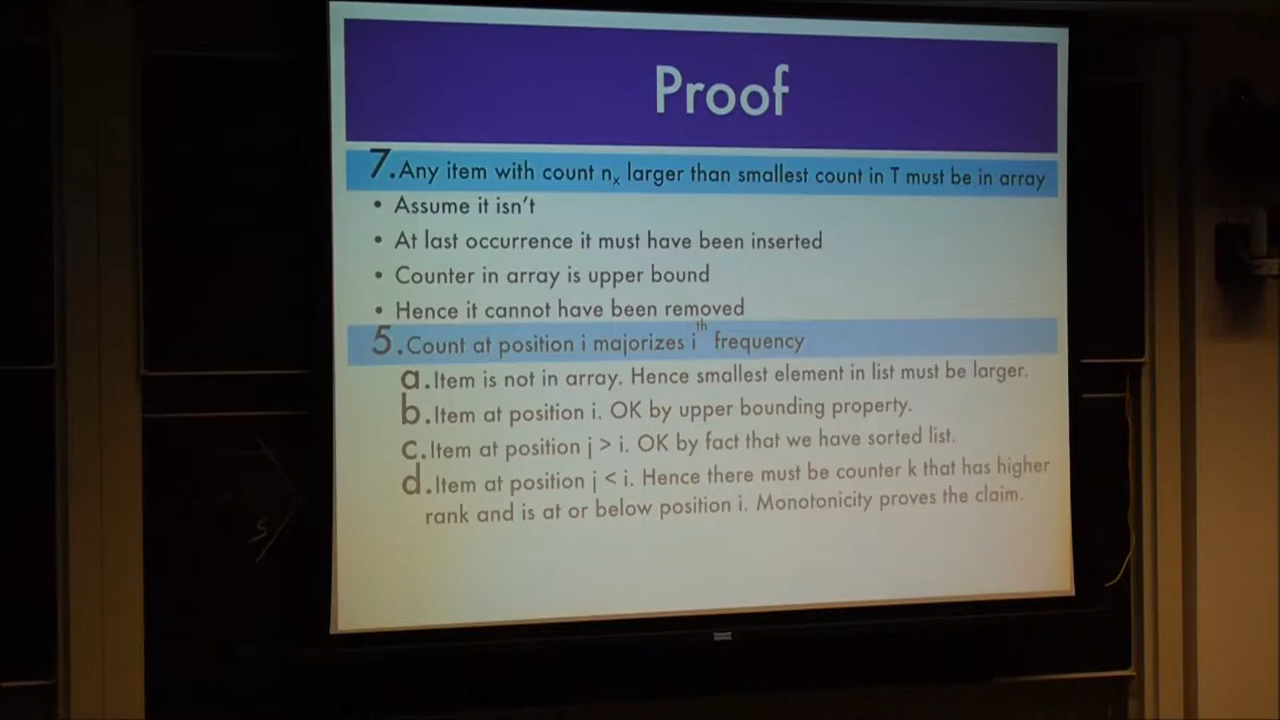 Proof
7. Any item with count nₓ larger than smallest count in T must be in array
• Assume it isn't
• At last occurrence it must have been inserted
• Counter in array is upper bound
• Hence it cannot have been removed
5. Count at position i majorizes iᵗʰ frequency
a. Item is not in array. Hence smallest element in list must be larger.
b. Item at position i. OK by upper bounding property.
c. Item at position j > i. OK by fact that we have sorted list.
d. Item at position j < i. Hence there must be counter k that has higher
rank and is at or below position i. Monotonicity proves the claim.